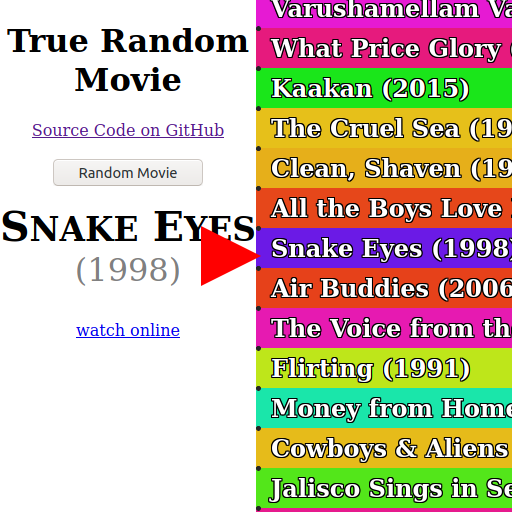 True Random
Movie
Source Code on GitHub
Random Movie
SNAKE EYES
(1998)
watch online
Varushamellam Va
What Price Glory (
Kaakan (2015)
The Cruel Sea (19
Clean, Shaven (19
All the Boys Love
Snake Eyes (1998)
Air Buddies (2006
The Voice from th
Flirting (1991)
Money from Home
Cowboys & Aliens
Jalisco Sings in Se